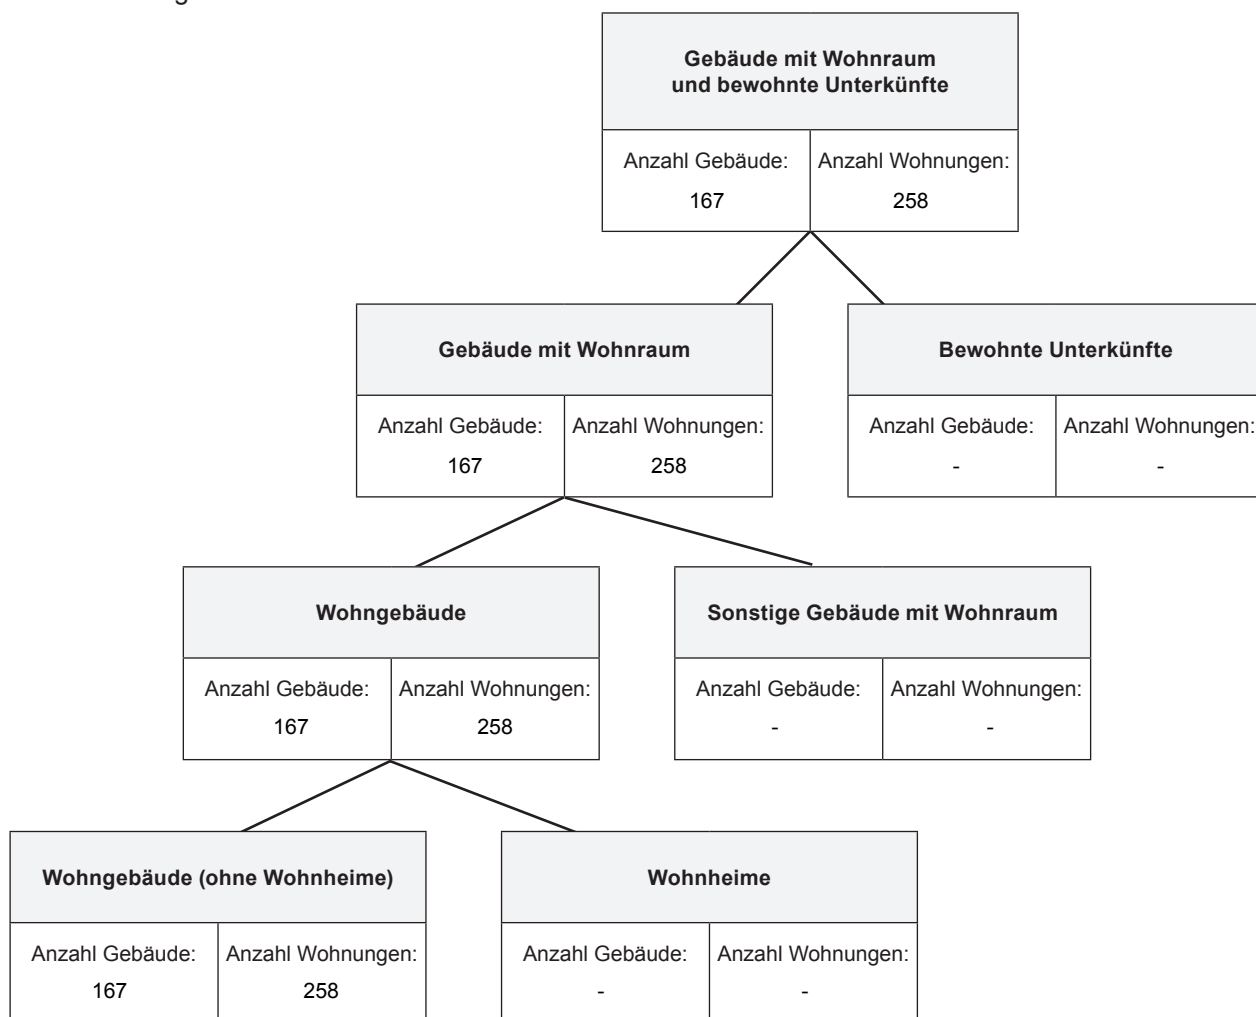 Gebäude mit Wohnraum
und bewohnte Unterkünfte
Anzahl Gebäude: Anzahl Wohnungen:
167 258
Gebäude mit Wohnraum
Bewohnte Unterkünfte
Anzahl Gebäude: Anzahl Wohnungen:
167 258
Anzahl Gebäude: Anzahl Wohnungen:
- -
Wohngebäude
Sonstige Gebäude mit Wohnraum
Anzahl Gebäude: Anzahl Wohnungen:
167 258
Anzahl Gebäude: Anzahl Wohnungen:
- -
Wohngebäude (ohne Wohnheime)
Wohnheime
Anzahl Gebäude: Anzahl Wohnungen:
167 258
Anzahl Gebäude: Anzahl Wohnungen:
- -